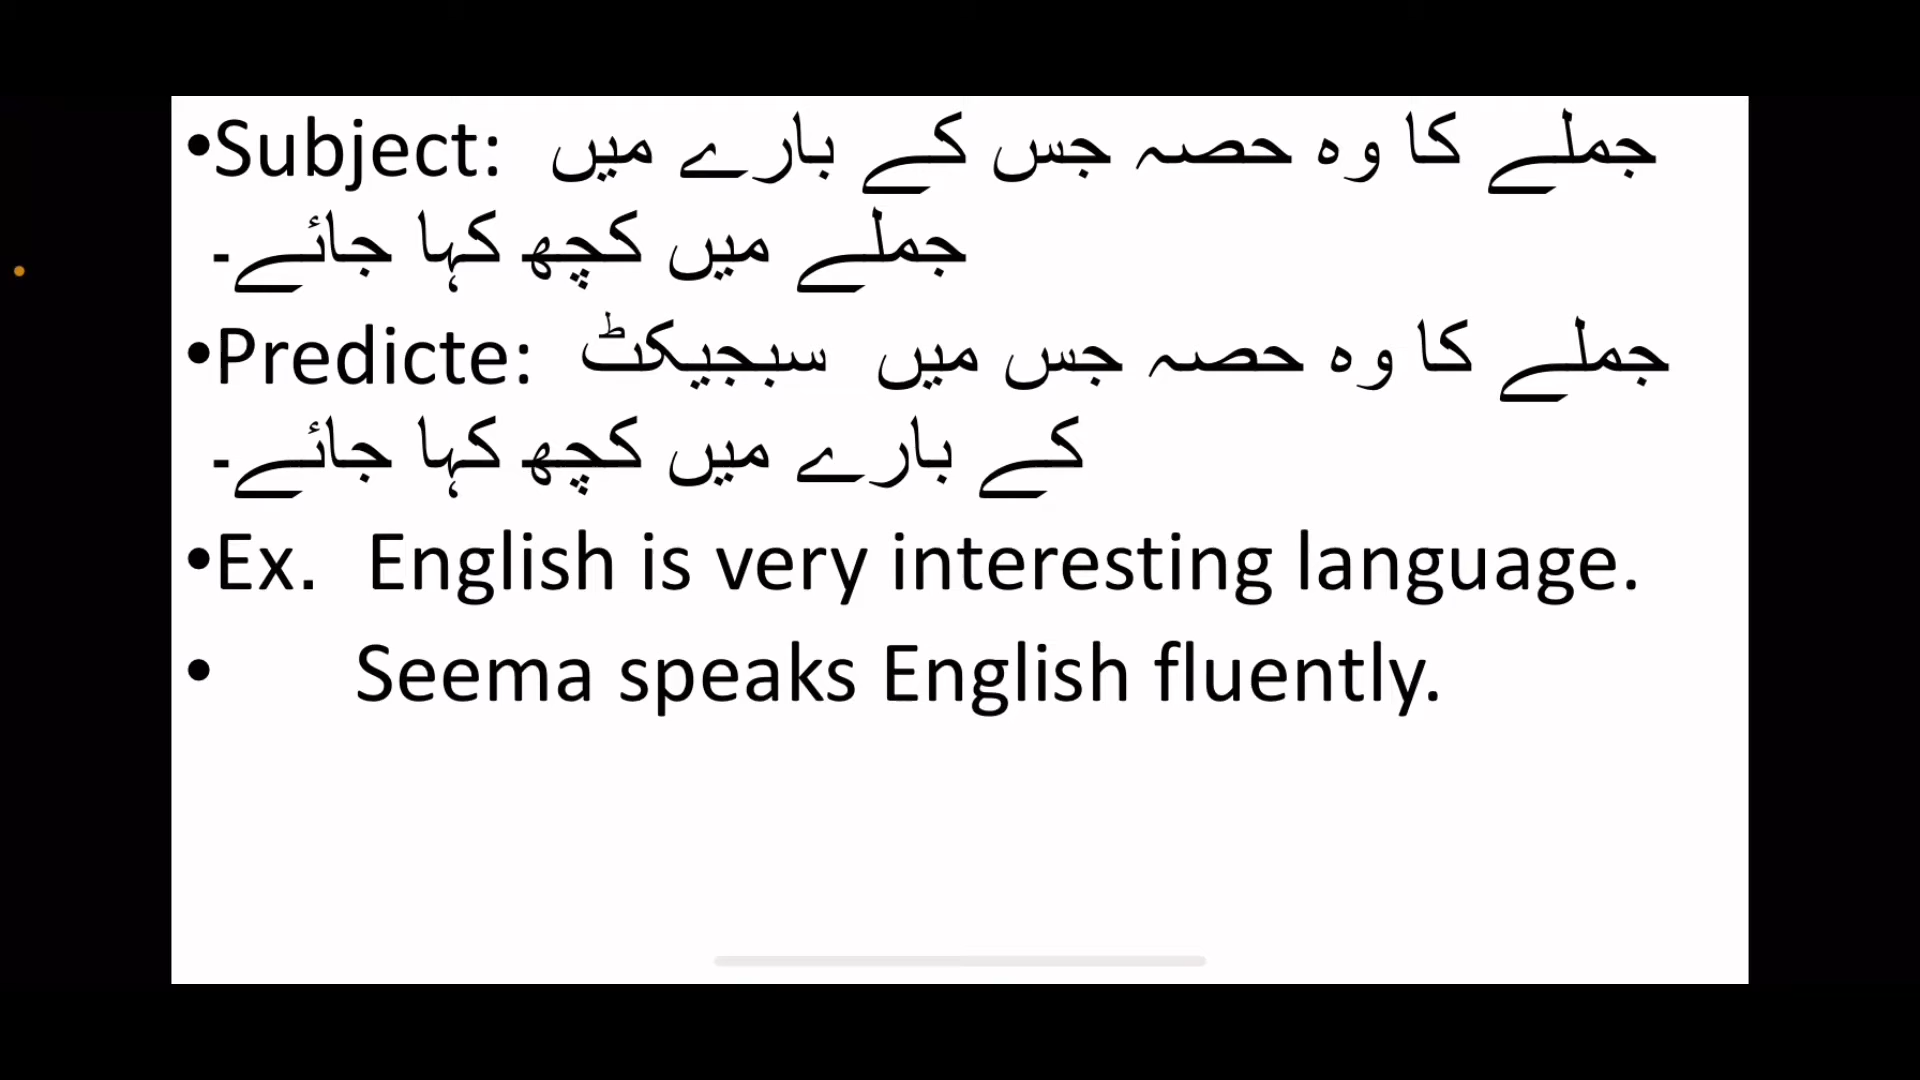 •Subject: جملے کا وہ حصہ جس کے بارے میں
جملے میں کچھ کہا جائے۔
•Predicte: جملے کا وہ حصہ جس میں سبجیکٹ
کے بارے میں کچھ کہا جائے۔
•Ex. English is very interesting language.
• Seema speaks English fluently.